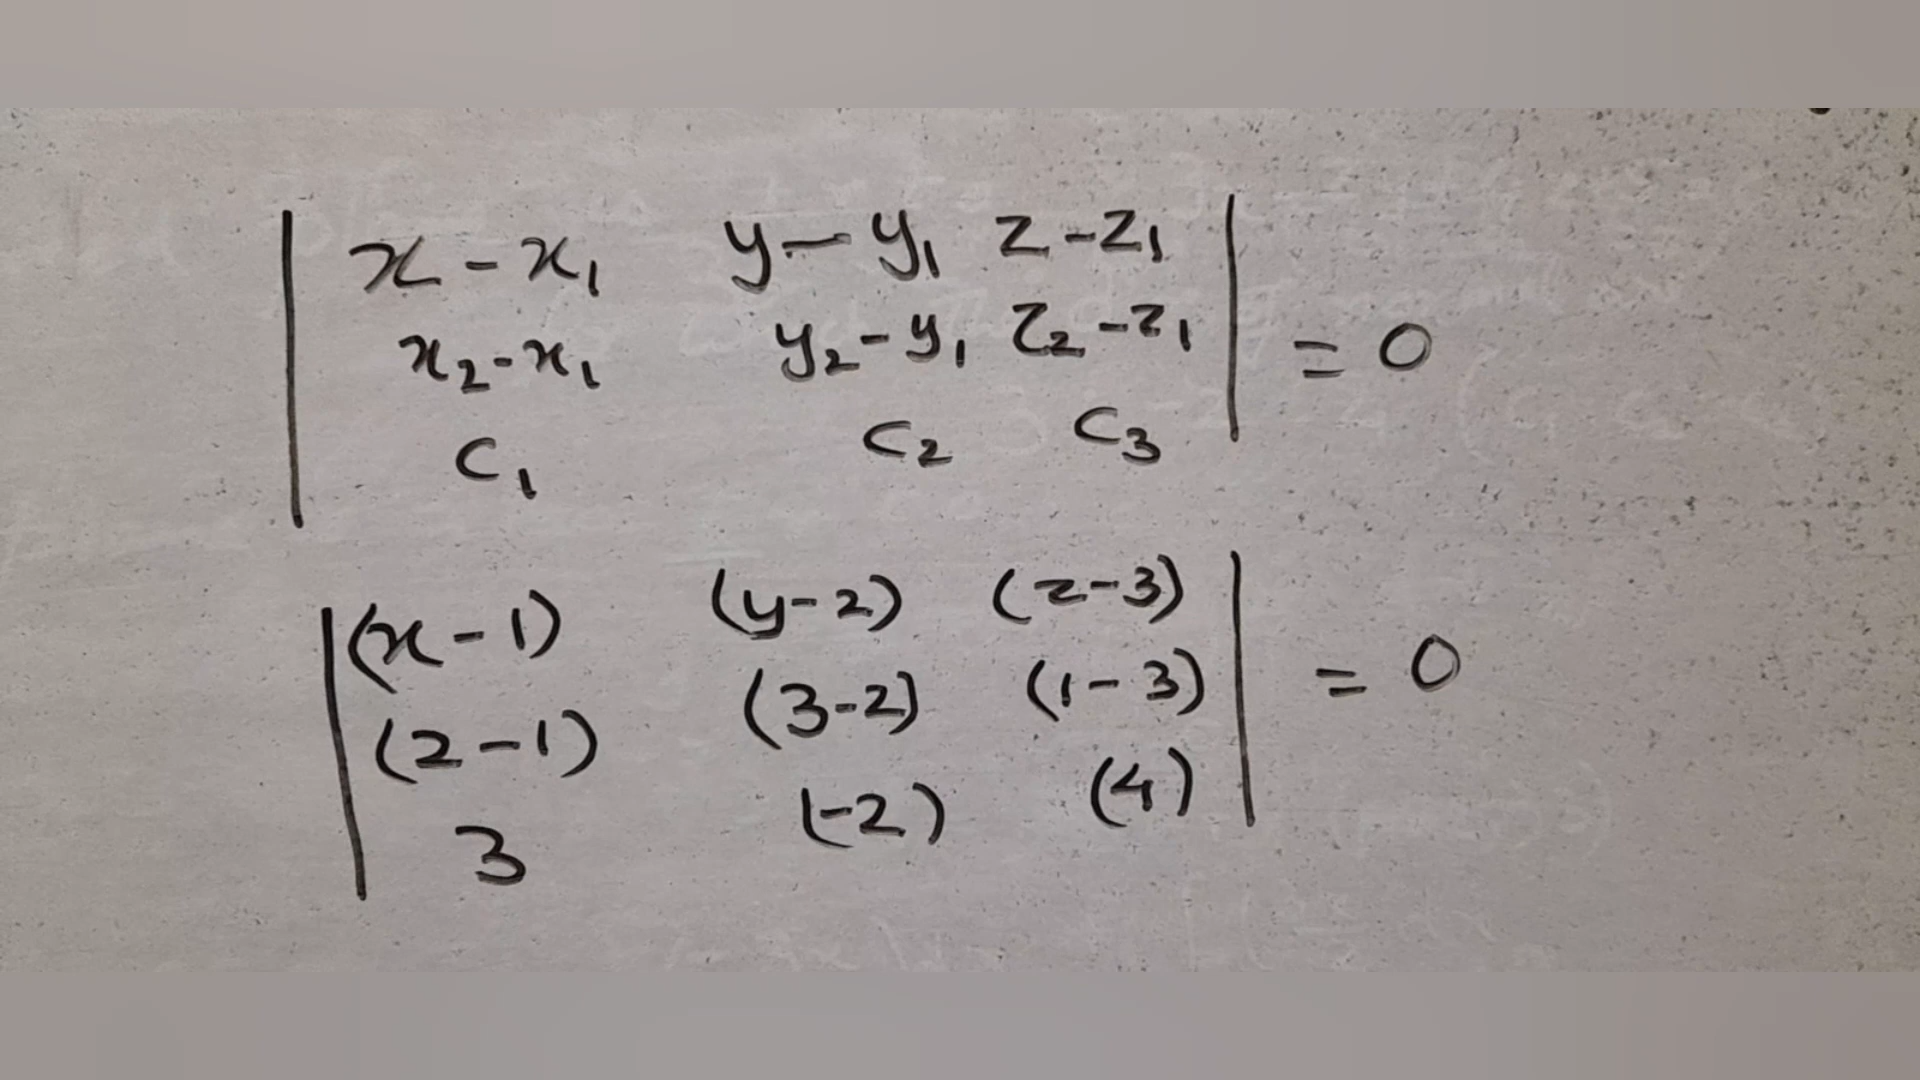 | x - x₁ y - y₁ z - z₁ |
| x₂ - x₁ y₂ - y₁ z₂ - z₁ | = 0
| c₁ c₂ c₃ |
| (x - 1) (y - 2) (z - 3) |
| (2 - 1) (3 - 2) (1 - 3) | = 0
| 3 (-2) (4) |